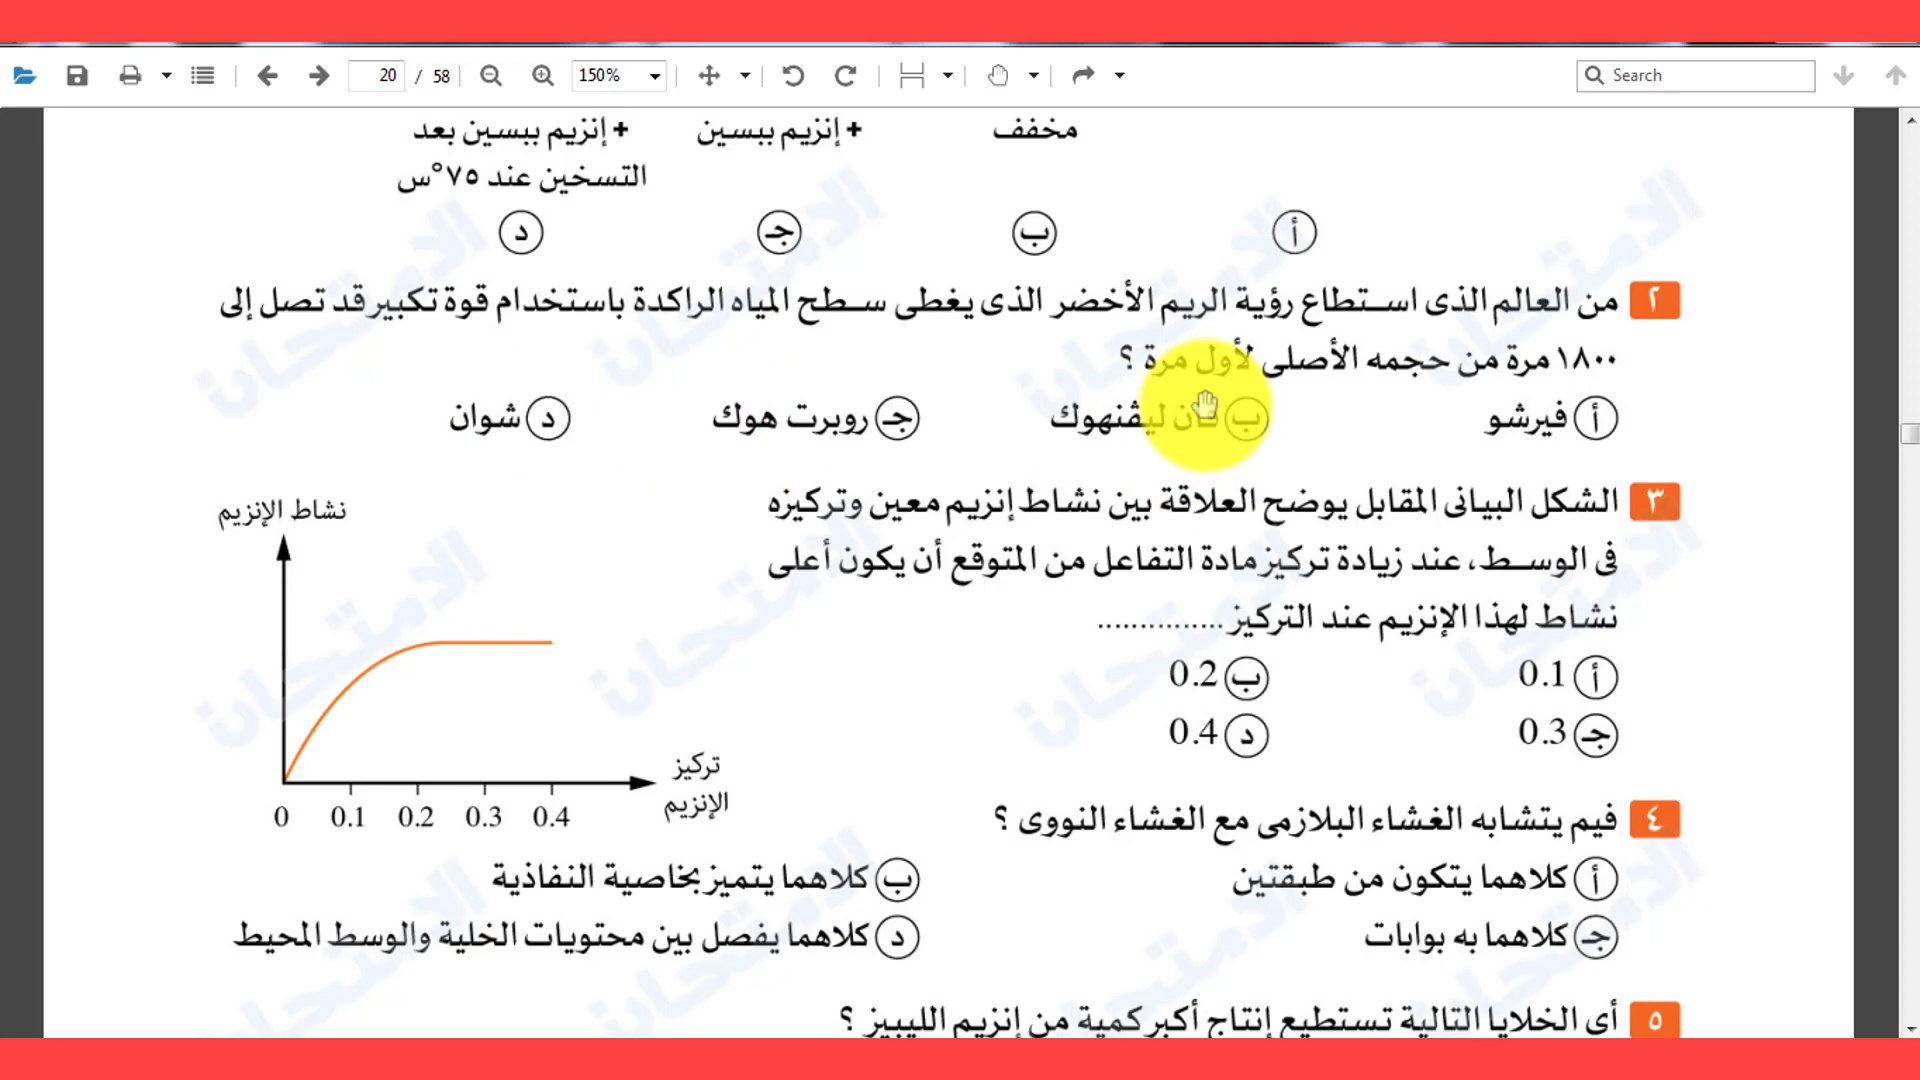 20 / 58
150%
Search
مخفف
+ إنزيم ببسين
+ إنزيم ببسين بعد
التسخين عند ٧٥°س
أ
ب
جـ
د
٢ من العالم الذى استطاع رؤية الريم الأخضر الذى يغطى سطح المياه الراكدة باستخدام قوة تكبير قد تصل إلى
١٨٠٠ مرة من حجمه الأصلى لأول مرة ؟
أ فيرشو
ب فان ليڤنهوك
جـ روبرت هوك
د شوان
٣ الشكل البيانى المقابل يوضح العلاقة بين نشاط إنزيم معين وتركيزه
فى الوسط، عند زيادة تركيز مادة التفاعل من المتوقع أن يكون أعلى
نشاط لهذا الإنزيم عند التركيز ..............
أ 0.1
ب 0.2
جـ 0.3
د 0.4
نشاط الإنزيم
تركيز
الإنزيم
0 0.1 0.2 0.3 0.4
٤ فيم يتشابه الغشاء البلازمى مع الغشاء النووى ؟
أ كلاهما يتكون من طبقتين
ب كلاهما يتميز بخاصية النفاذية
جـ كلاهما به بوابات
د كلاهما يفصل بين محتويات الخلية والوسط المحيط
٥ أى الخلايا التالية تستطيع إنتاج أكبر كمية من إنزيم الليبيز ؟
الامتحان